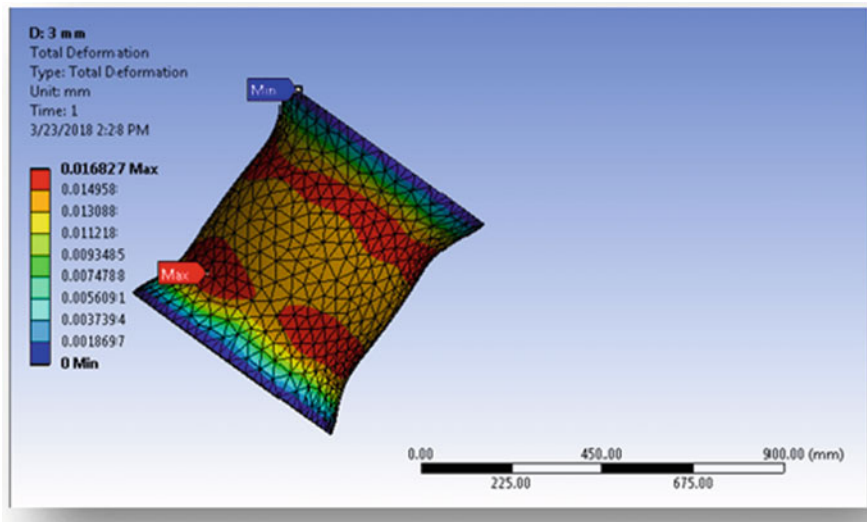 D: 3 mm
Total Deformation
Type: Total Deformation
Unit: mm
Time: 1
3/23/2018 2:28 PM
0.016827 Max
0.014958
0.013088
0.011218
0.0093485
0.0074788
0.0056091
0.0037394
0.0018697
0 Min
Min
Max
0.00 450.00 900.00 (mm)
225.00 675.00